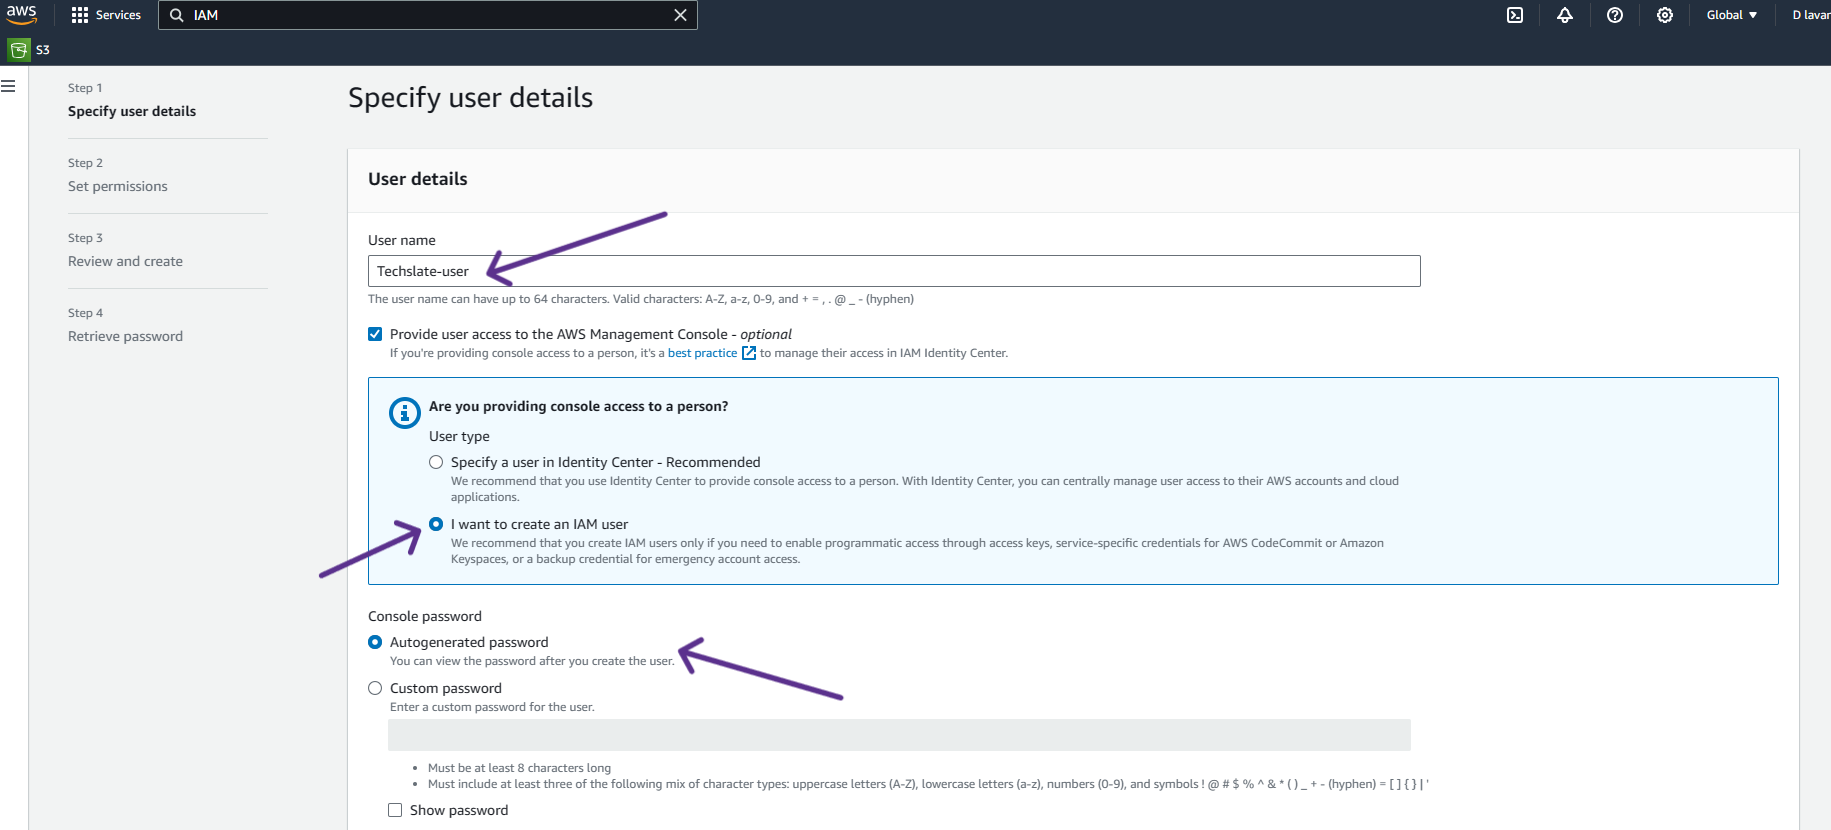 aws
Services
IAM
Global
D lavar
S3
Step 1
Specify user details
Step 2
Set permissions
Step 3
Review and create
Step 4
Retrieve password
Specify user details
User details
User name
Techslate-user
The user name can have up to 64 characters. Valid characters: A-Z, a-z, 0-9, and + = , . @ _ - (hyphen)
Provide user access to the AWS Management Console - optional
If you're providing console access to a person, it's a best practice to manage their access in IAM Identity Center.
Are you providing console access to a person?
User type
Specify a user in Identity Center - Recommended
We recommend that you use Identity Center to provide console access to a person. With Identity Center, you can centrally manage user access to their AWS accounts and cloud
applications.
I want to create an IAM user
We recommend that you create IAM users only if you need to enable programmatic access through access keys, service-specific credentials for AWS CodeCommit or Amazon
Keyspaces, or a backup credential for emergency account access.
Console password
Autogenerated password
You can view the password after you create the user.
Custom password
Enter a custom password for the user.
• Must be at least 8 characters long
• Must include at least three of the following mix of character types: uppercase letters (A-Z), lowercase letters (a-z), numbers (0-9), and symbols ! @ # $ % ^ & * ( ) _ + - (hyphen) = [ ] { } | '
Show password